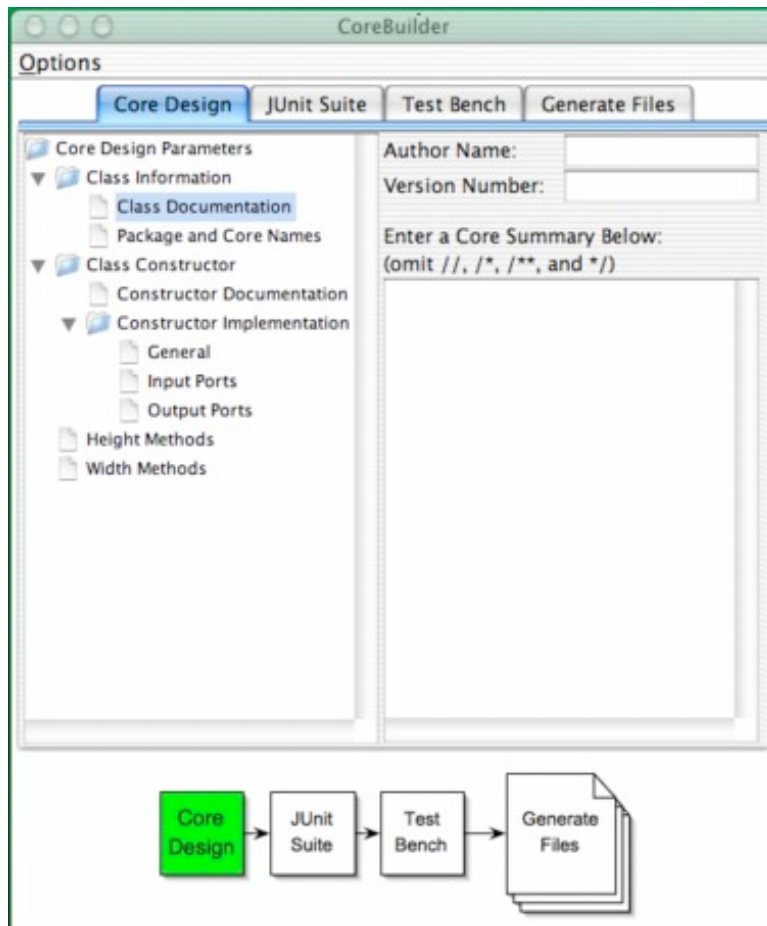 CoreBuilder
Options
Core Design
JUnit Suite
Test Bench
Generate Files
Core Design Parameters
Class Information
Class Documentation
Package and Core Names
Class Constructor
Constructor Documentation
Constructor Implementation
General
Input Ports
Output Ports
Height Methods
Width Methods
Author Name:
Version Number:
Enter a Core Summary Below:
(omit //, /*, /**, and */)
Core
Design
JUnit
Suite
Test
Bench
Generate
Files